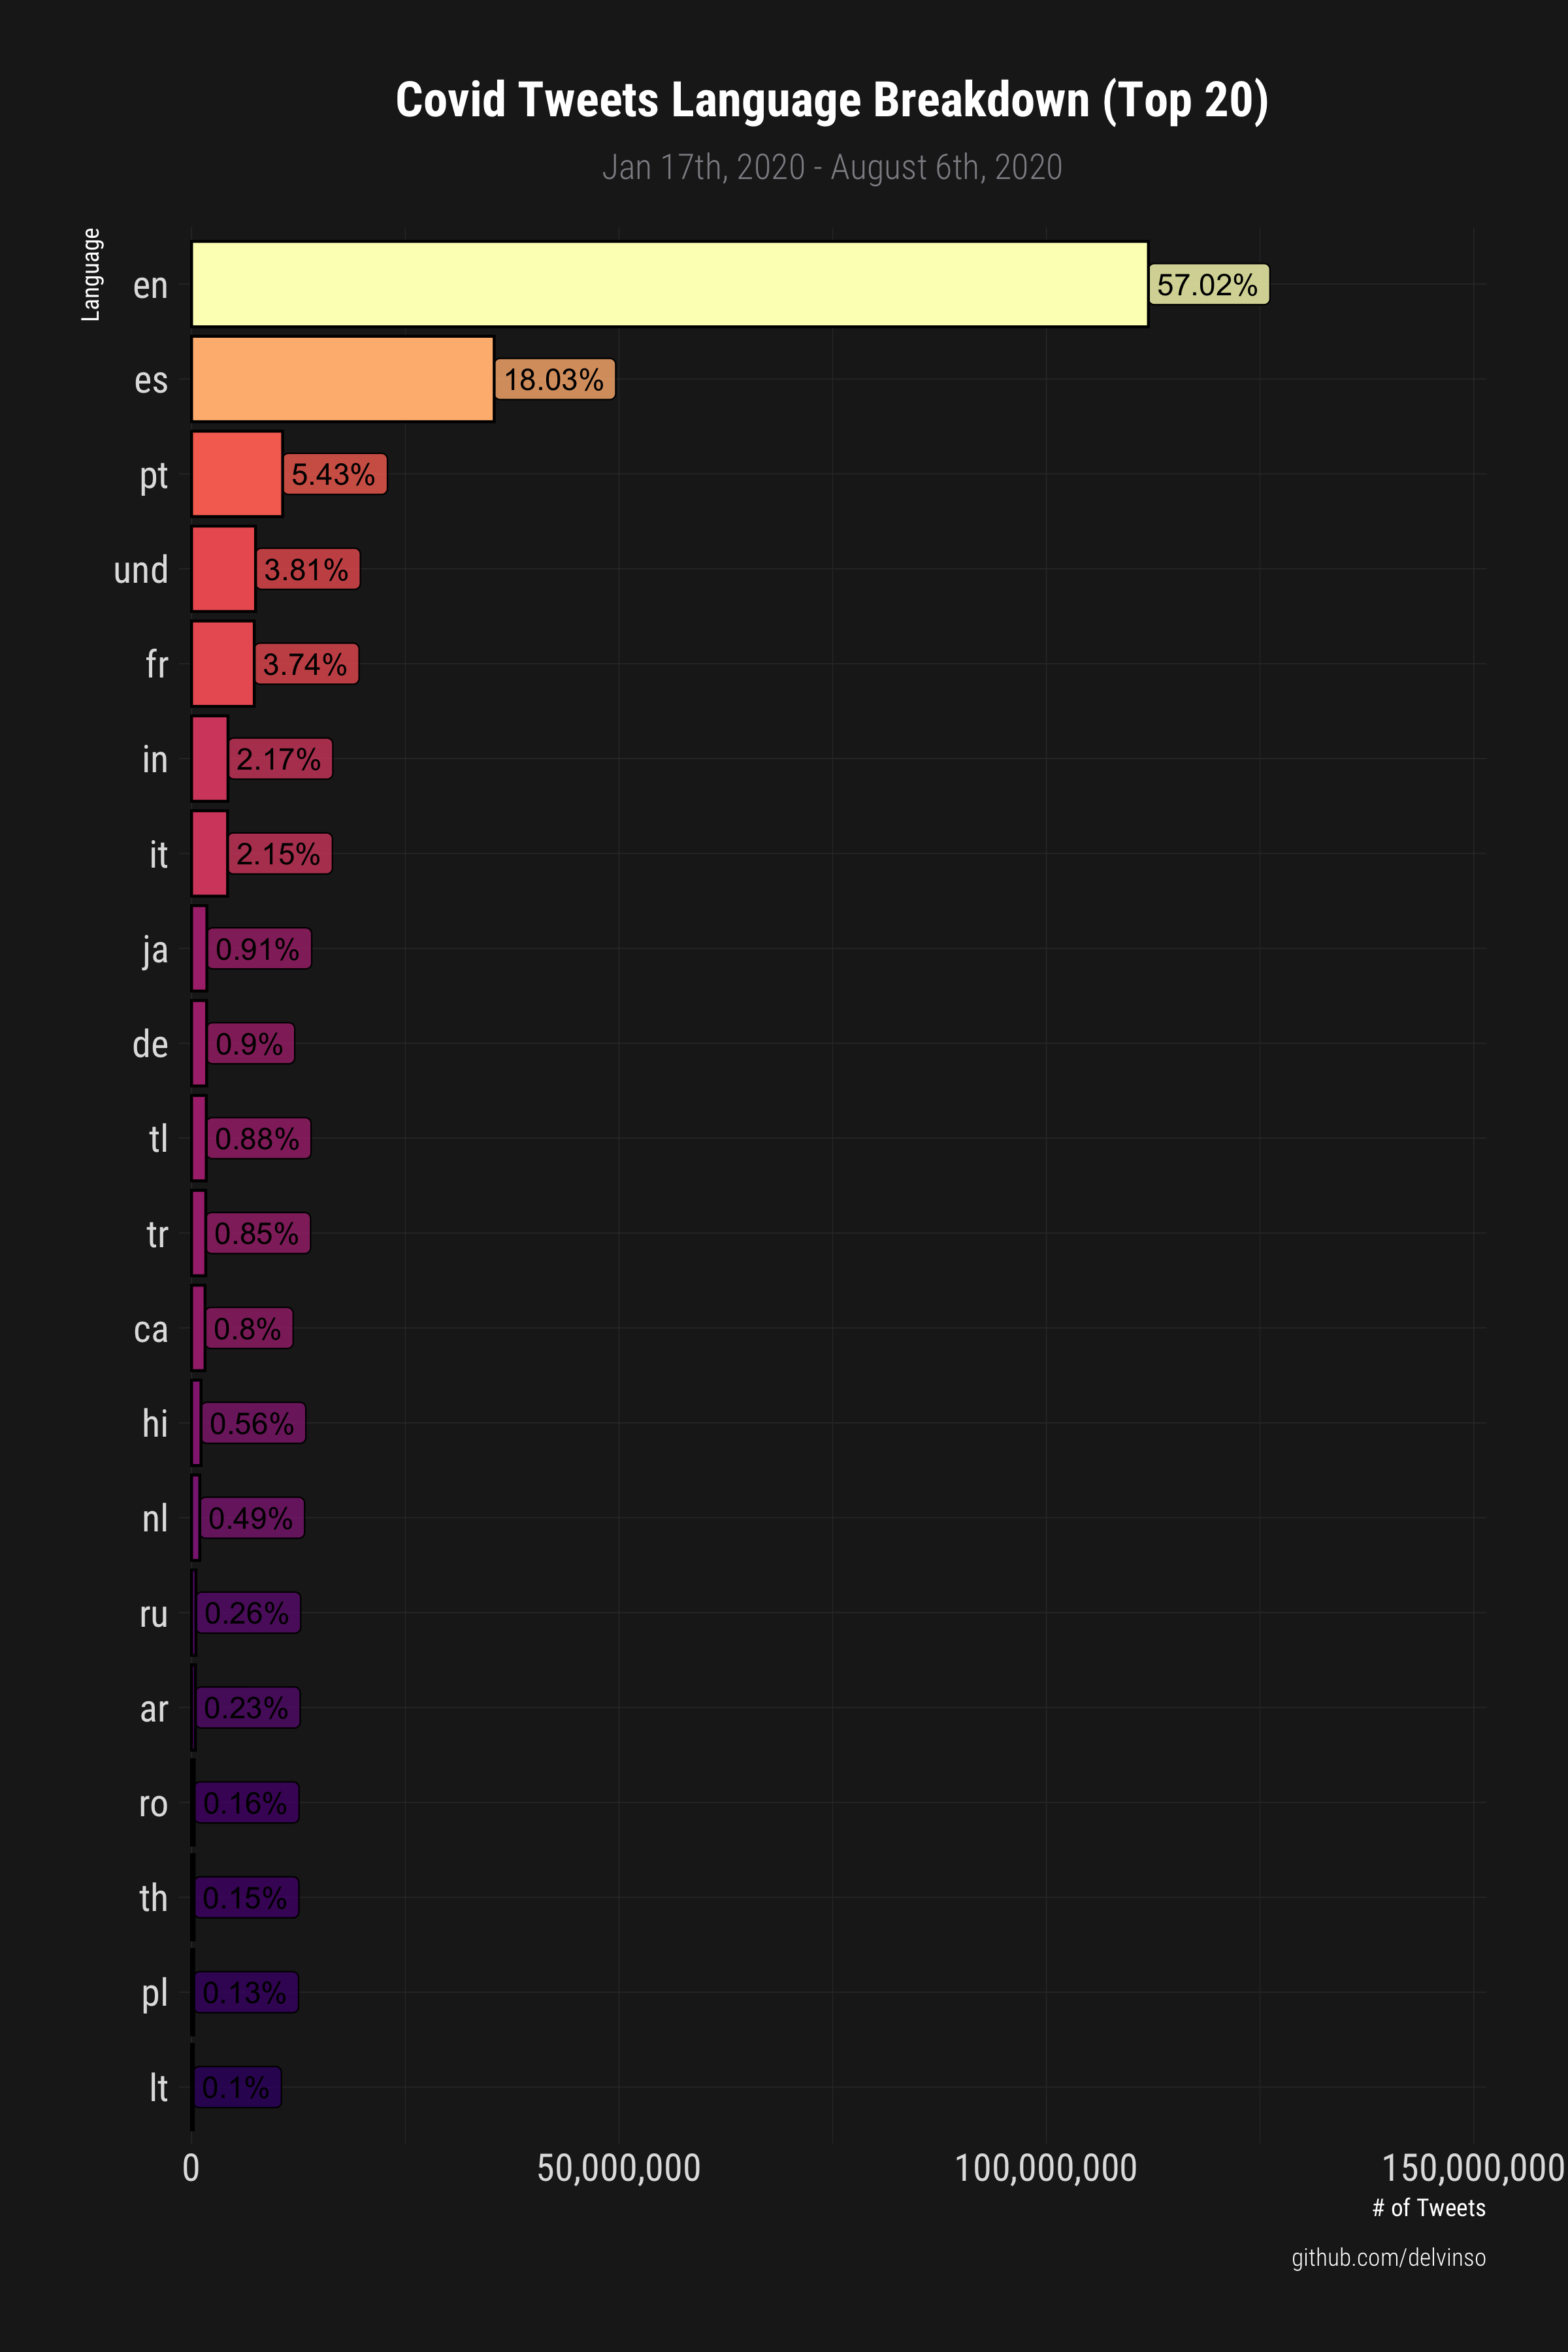 Covid Tweets Language Breakdown (Top 20)
Jan 17th, 2020 - August 6th, 2020
Language
en 57.02%
es 18.03%
pt 5.43%
und 3.81%
fr 3.74%
in 2.17%
it 2.15%
ja 0.91%
de 0.9%
tl 0.88%
tr 0.85%
ca 0.8%
hi 0.56%
nl 0.49%
ru 0.26%
ar 0.23%
ro 0.16%
th 0.15%
pl 0.13%
lt 0.1%
0 50,000,000 100,000,000 150,000,000
# of Tweets
github.com/delvinso